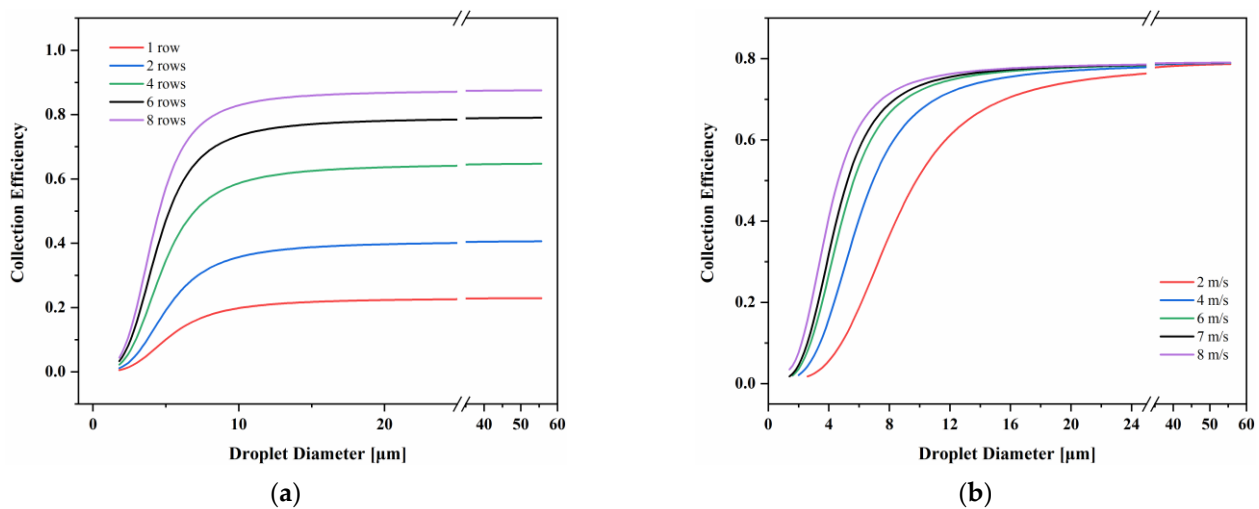 1 row
2 rows
4 rows
6 rows
8 rows
Collection Efficiency
1.0
0.8
0.6
0.4
0.2
0.0
0 10 20 40 50 60
Droplet Diameter [μm]
(a)
Collection Efficiency
0.8
0.6
0.4
0.2
0.0
2 m/s
4 m/s
6 m/s
7 m/s
8 m/s
0 4 8 12 16 20 24 40 50 60
Droplet Diameter [μm]
(b)